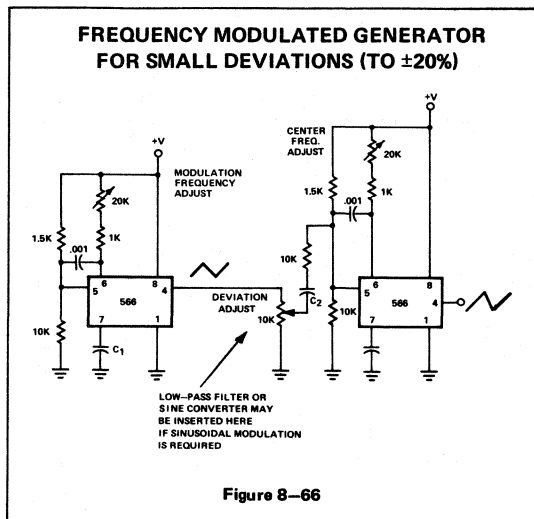 FREQUENCY MODULATED GENERATOR
FOR SMALL DEVIATIONS (TO ±20%)
+V
MODULATION
FREQUENCY
ADJUST
20K
1.5K
1K
.001
6
8
5
4
566
7
1
10K
C1
DEVIATION
ADJUST
10K
LOW-PASS FILTER OR
SINE CONVERTER MAY
BE INSERTED HERE
IF SINUSOIDAL MODULATION
IS REQUIRED
+V
CENTER
FREQ.
ADJUST
20K
1.5K
1K
.001
10K
C2
6
8
5
4
566
7
1
10K
Figure 8-66